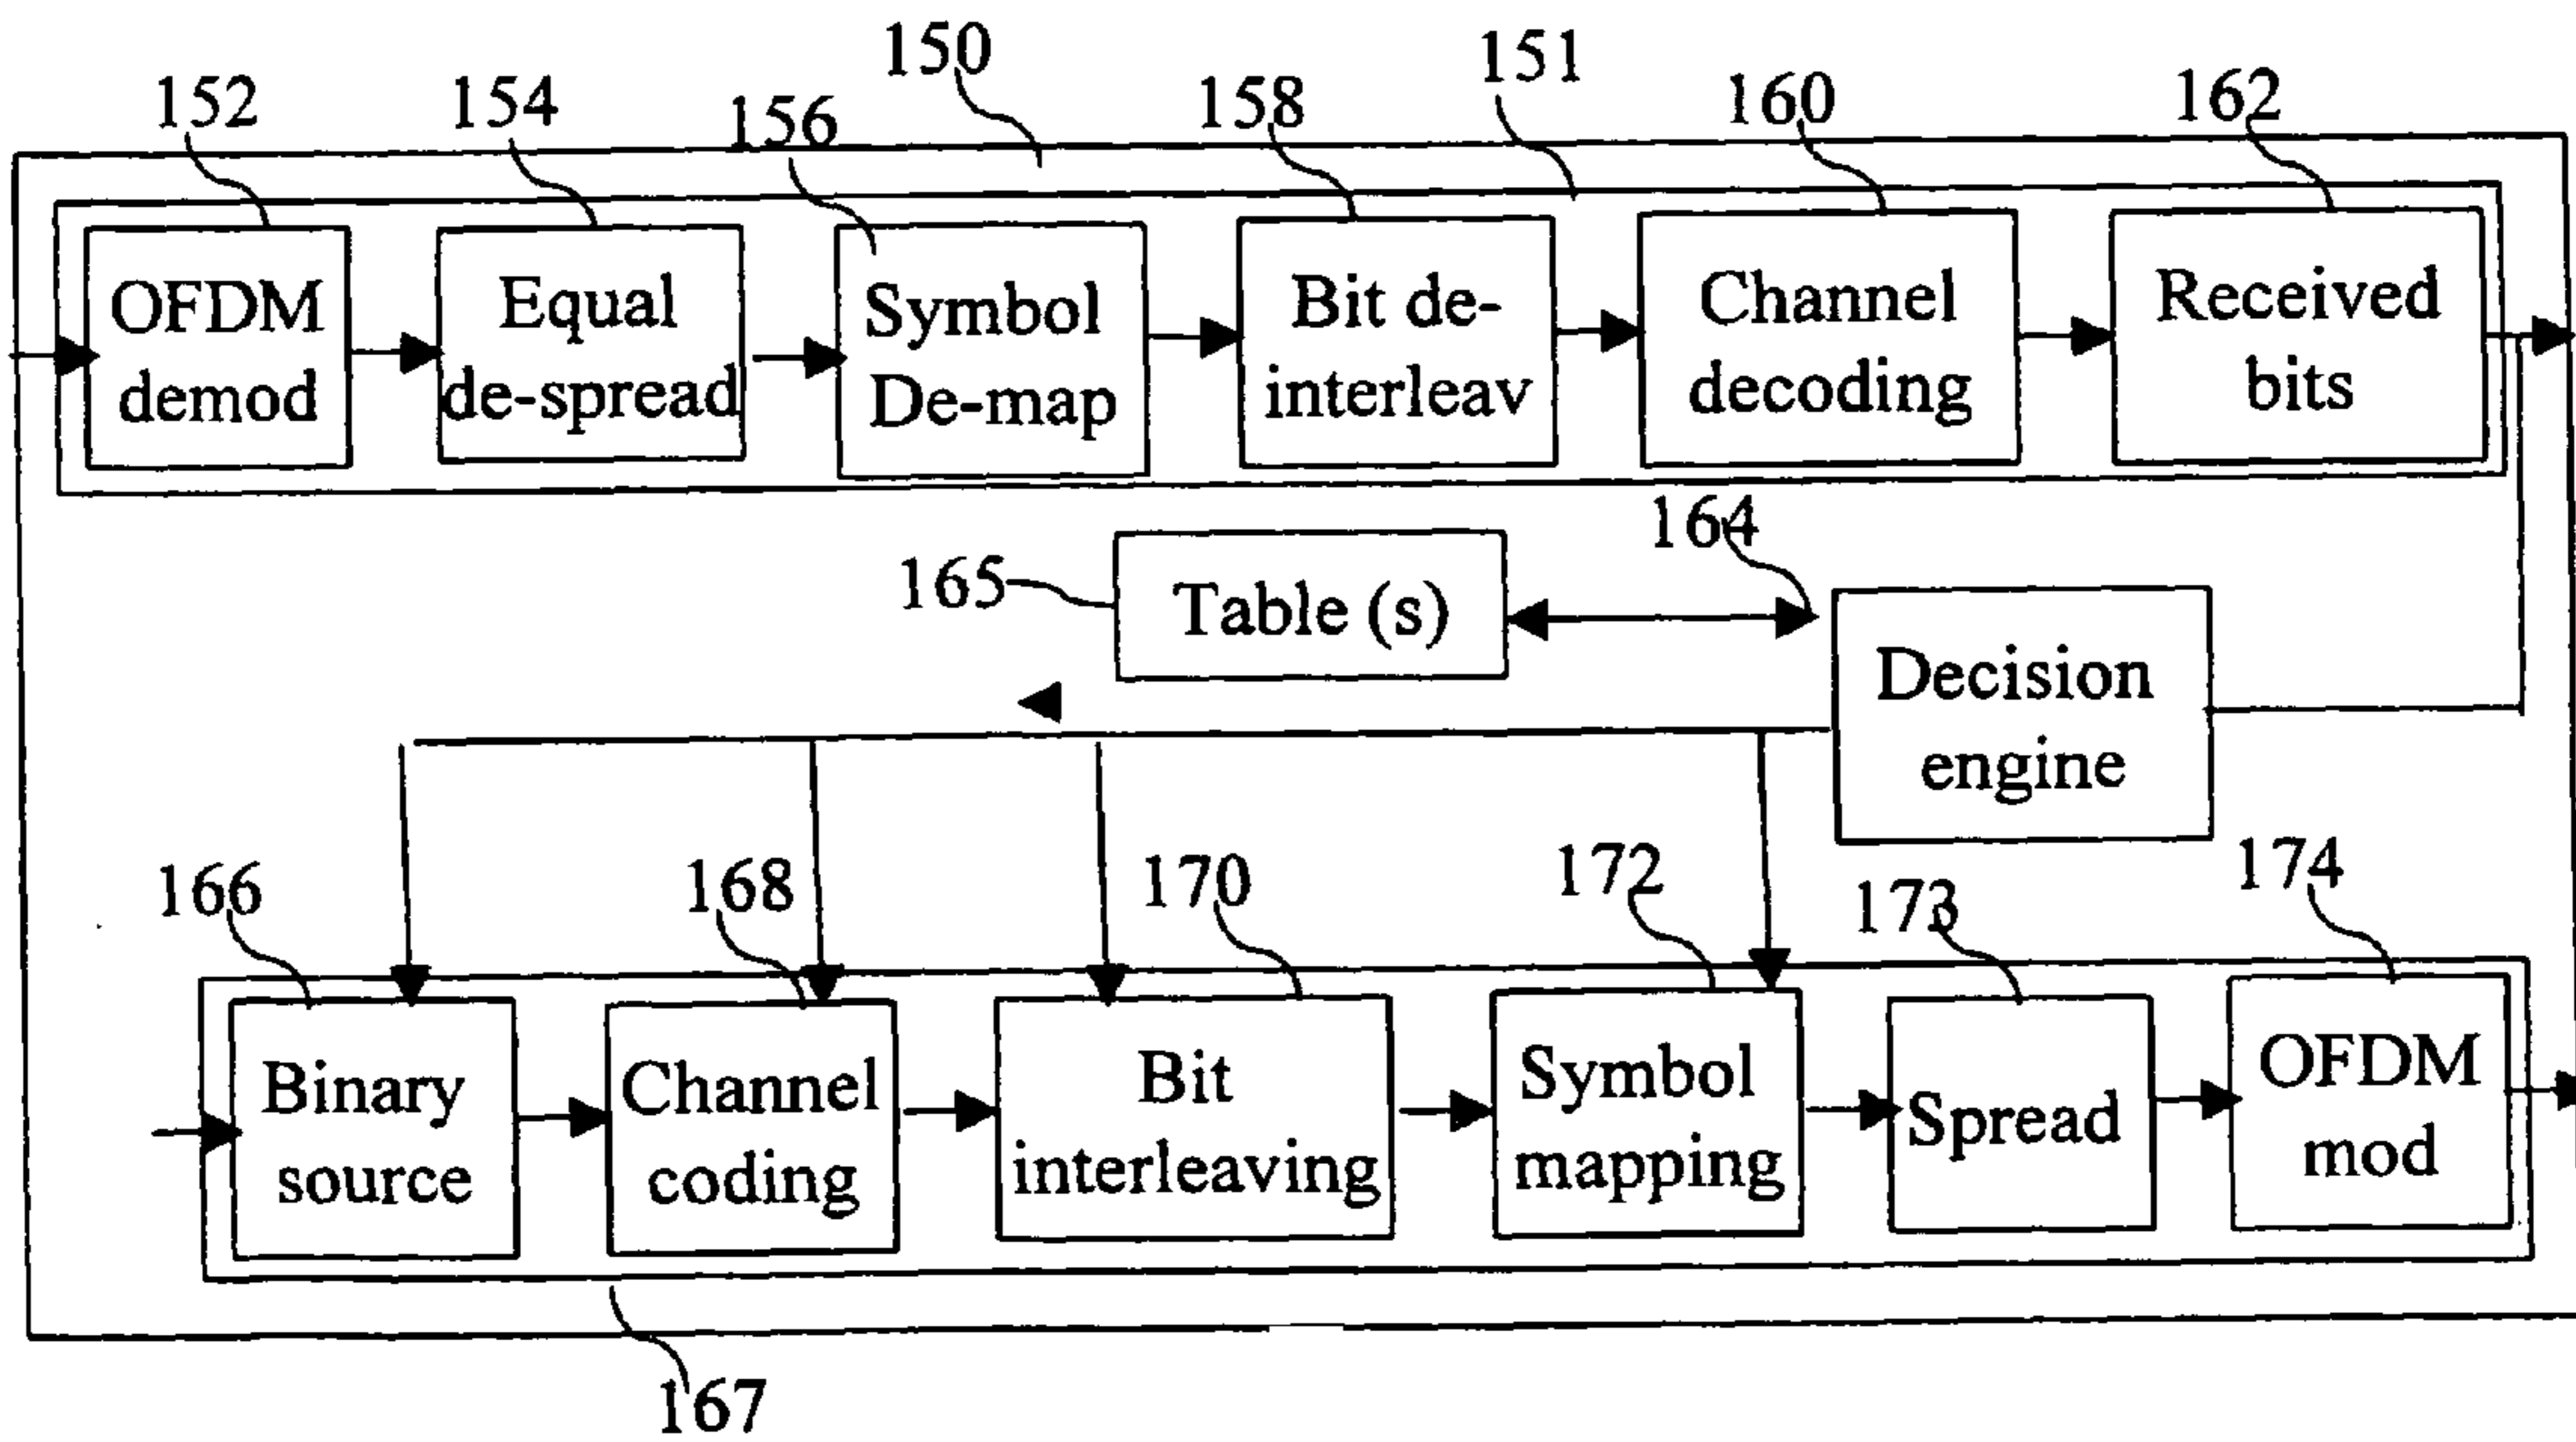 150
151
152
154
156
158
160
162
OFDM
demod
Equal
de-spread
Symbol
De-map
Bit de-
interleav
Channel
decoding
Received
bits
164
165
Table (s)
Decision
engine
166
168
170
172
173
174
Binary
source
Channel
coding
Bit
interleaving
Symbol
mapping
Spread
OFDM
mod
167